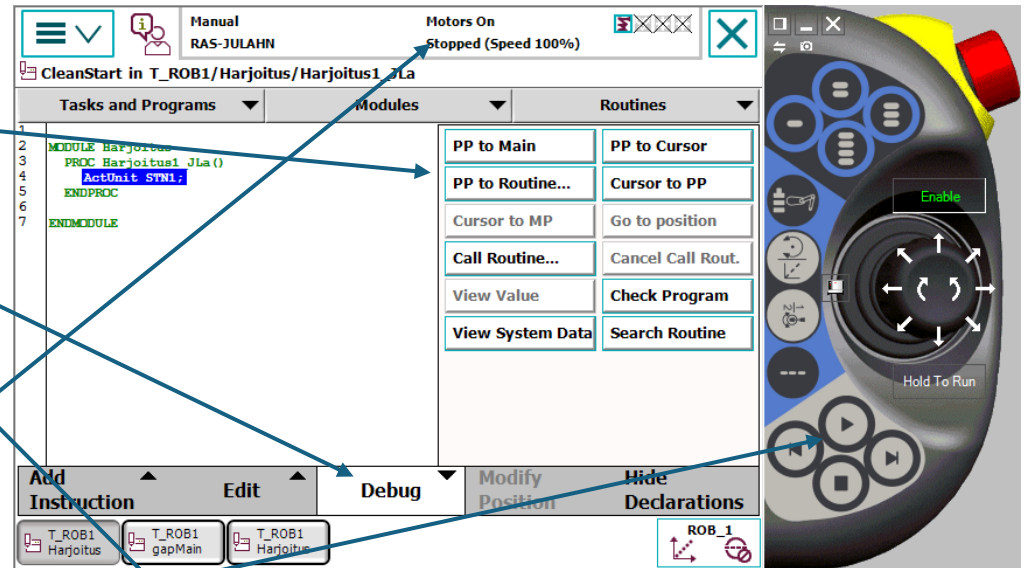 Manual
RAS-JULAHN
Motors On
Stopped (Speed 100%)
CleanStart in T_ROB1/Harjoitus/Harjoitus1_JLa
Tasks and Programs
Modules
Routines
1
2 MODULE Harjoitus
3 PROC Harjoitus1_JLa()
4 ActUnit STN1;
5 ENDPROC
6
7 ENDMODULE
PP to Main
PP to Cursor
PP to Routine...
Cursor to PP
Cursor to MP
Go to position
Call Routine...
Cancel Call Rout.
View Value
Check Program
View System Data
Search Routine
Add
Instruction
Edit
Debug
Modify
Position
Hide
Declarations
T_ROB1
Harjoitus
T_ROB1
gapMain
T_ROB1
Harjoitus
ROB_1
Enable
Hold To Run